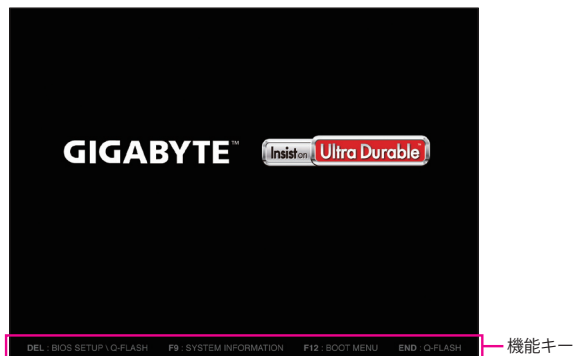 GIGABYTE™
Insist on Ultra Durable™
DEL : BIOS SETUP \ Q-FLASH F9 : SYSTEM INFORMATION F12 : BOOT MENU END : Q-FLASH
機能キー